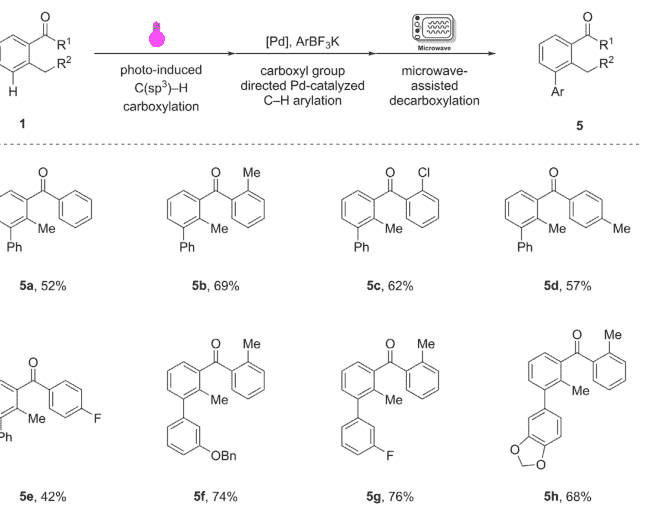 O
R¹
R²
H
1
photo-induced
C(sp³)–H
carboxylation
[Pd], ArBF₃K
carboxyl group
directed Pd-catalyzed
C–H arylation
Microwave
microwave-
assisted
decarboxylation
O
R¹
R²
Ar
5
O
Me
Ph
5a, 52%
Me
O
Me
Ph
5b, 69%
Cl
O
Me
Ph
5c, 62%
O
Me
Me
Ph
5d, 57%
O
Me
F
Ph
5e, 42%
Me
O
Me
OBn
5f, 74%
Me
O
Me
F
5g, 76%
Me
O
Me
O
O
5h, 68%